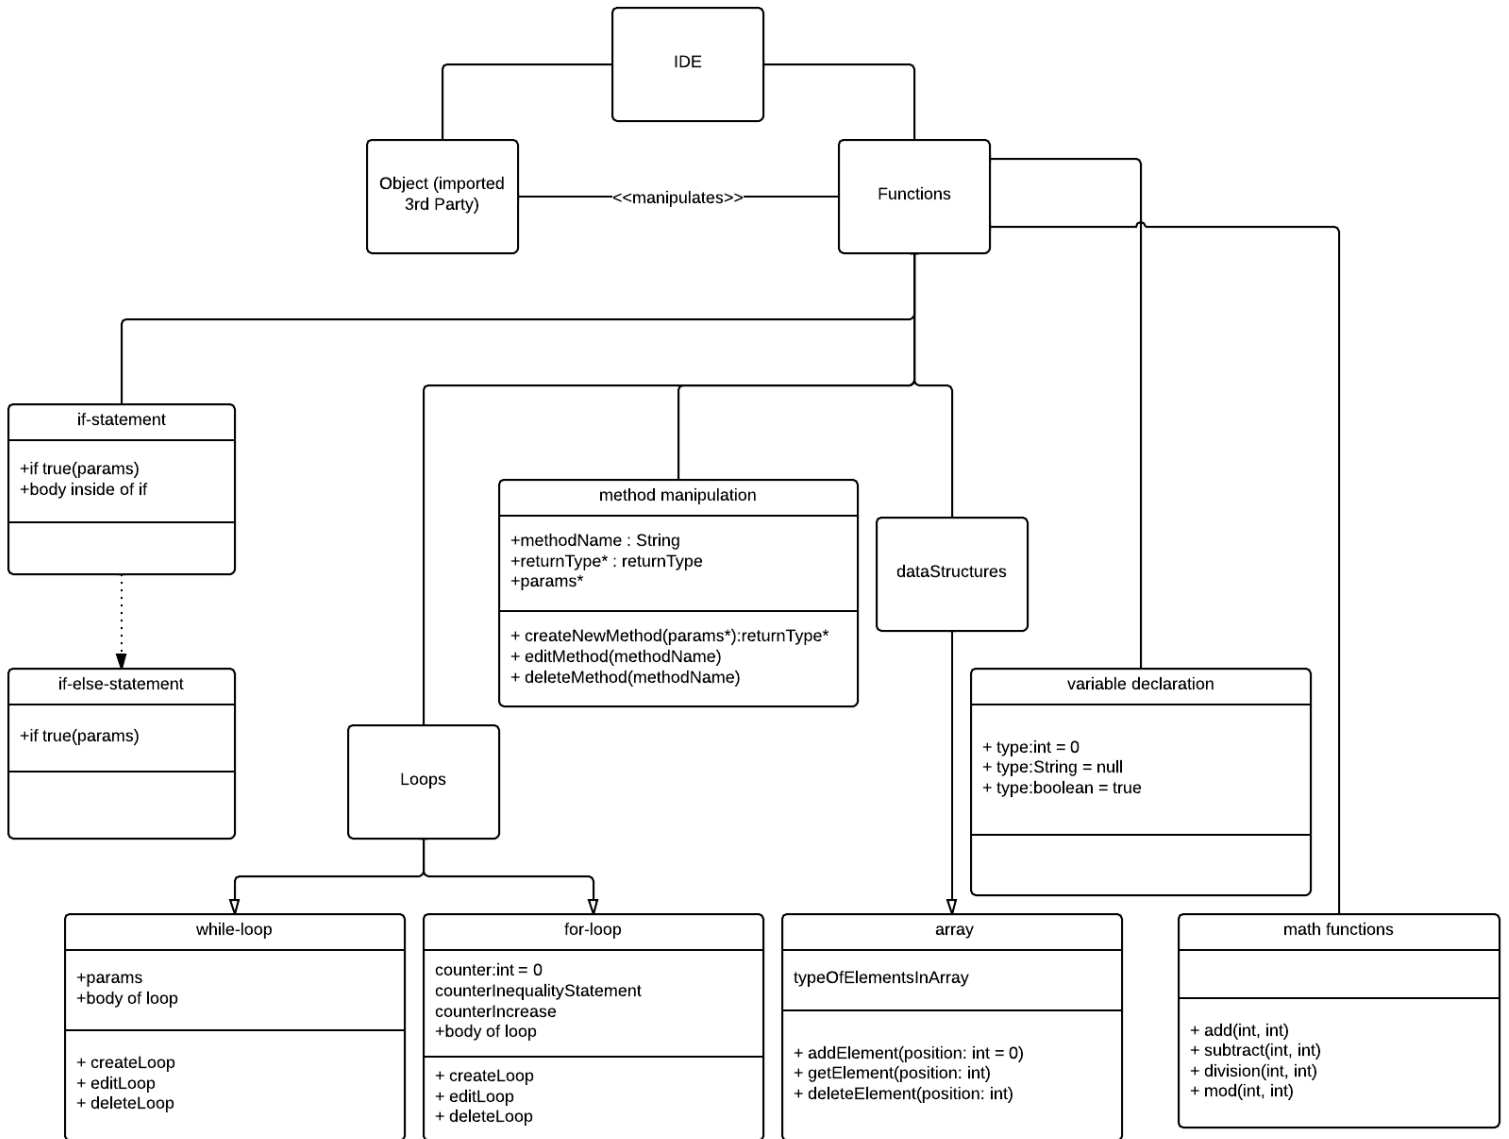 IDE
Object (imported
3rd Party)
<<manipulates>>
Functions
if-statement
+if true(params)
+body inside of if
method manipulation
+methodName : String
+returnType* : returnType
+params*
+ createNewMethod(params*):returnType*
+ editMethod(methodName)
+ deleteMethod(methodName)
dataStructures
if-else-statement
+if true(params)
variable declaration
+ type:int = 0
+ type:String = null
+ type:boolean = true
Loops
while-loop
+params
+body of loop
+ createLoop
+ editLoop
+ deleteLoop
for-loop
counter:int = 0
counterInequalityStatement
counterIncrease
+body of loop
+ createLoop
+ editLoop
+ deleteLoop
array
typeOfElementsInArray
+ addElement(position: int = 0)
+ getElement(position: int)
+ deleteElement(position: int)
math functions
+ add(int, int)
+ subtract(int, int)
+ division(int, int)
+ mod(int, int)